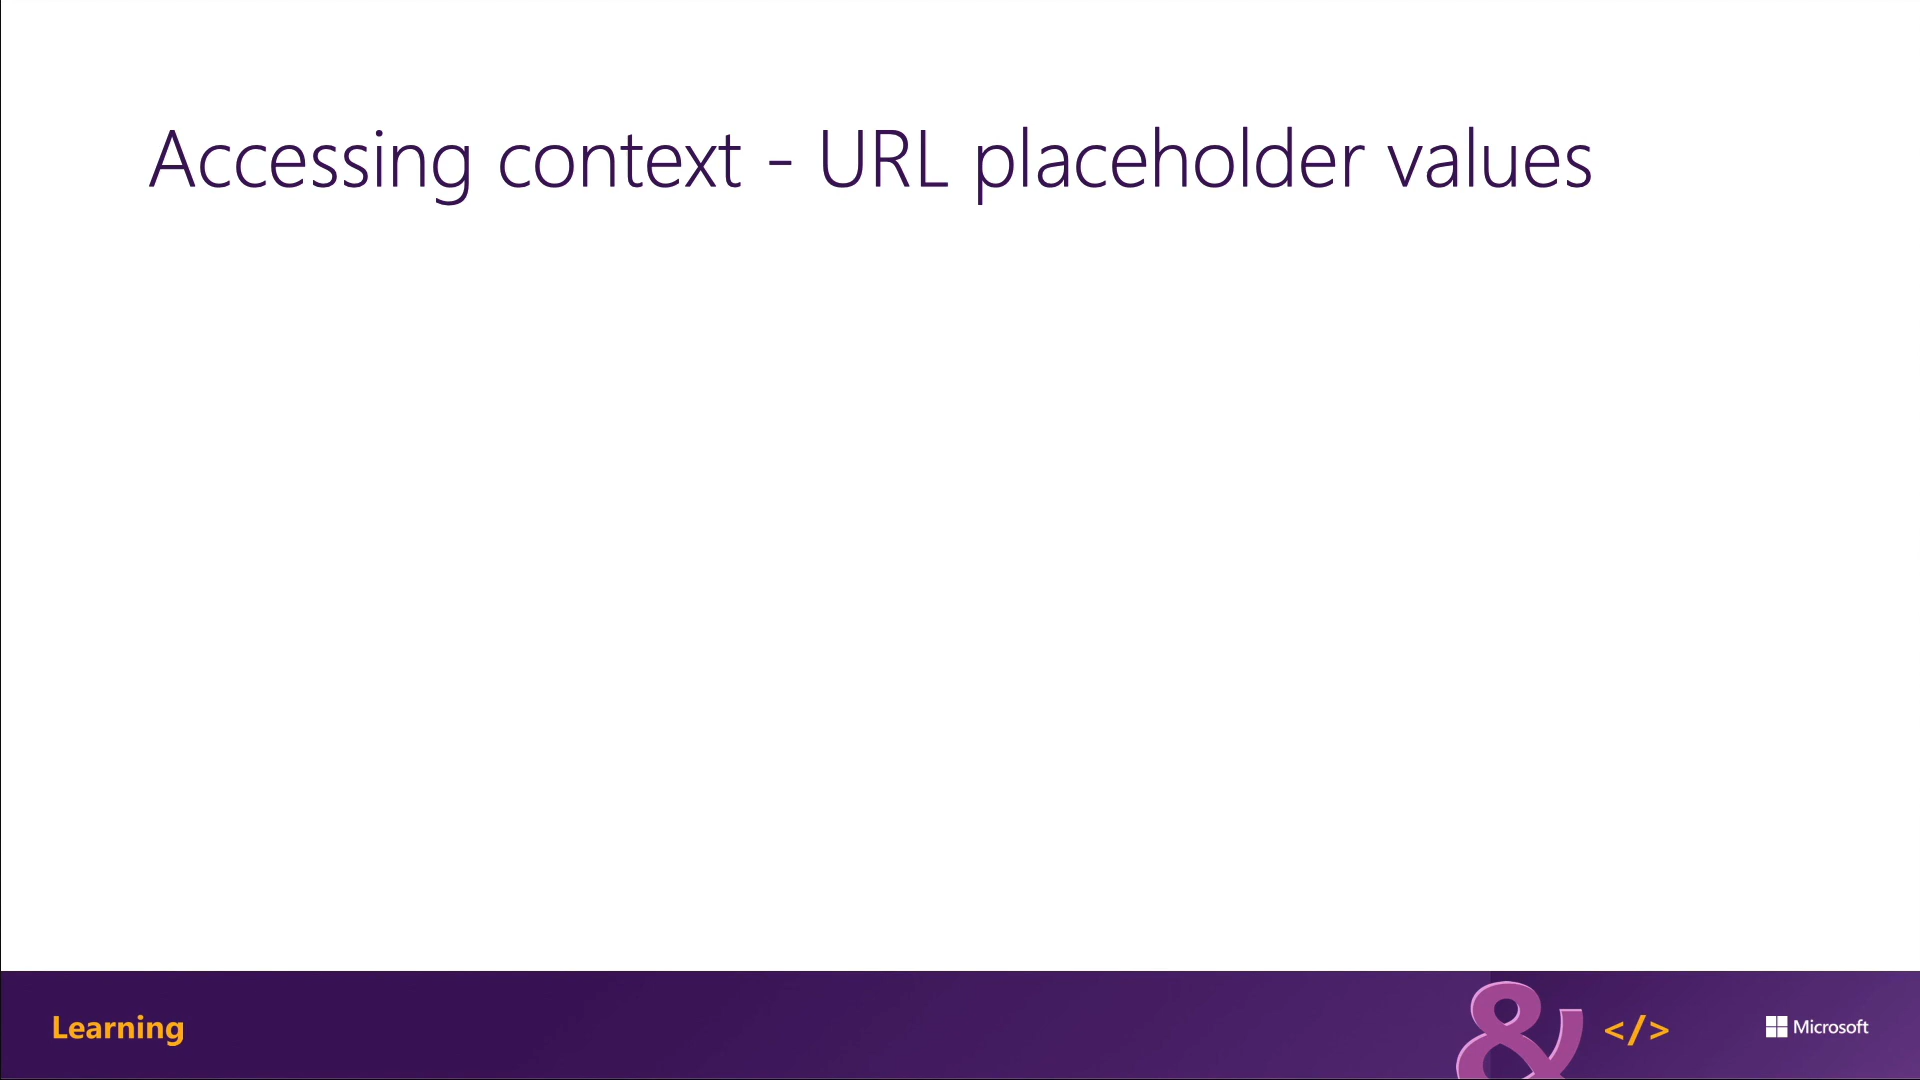 Accessing context - URL placeholder values
Learning
& </> Microsoft